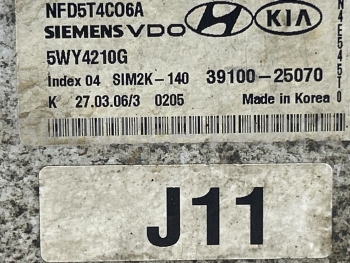 NFD5T4C06A
SIEMENS VDO KIA
5WY4210G
Index 04 SIM2K-140 39100-25070
K 27.03.06/3 0205 Made in Korea
J11